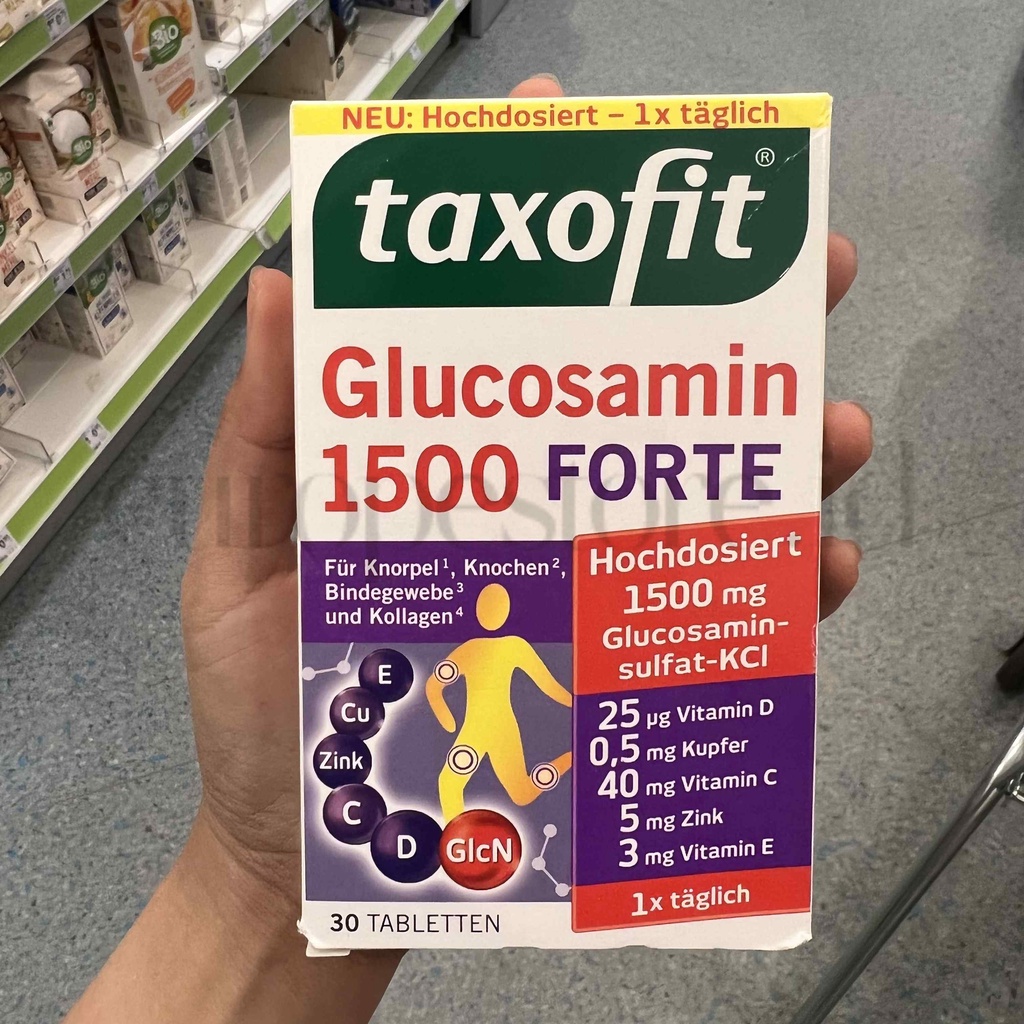 NEU: Hochdosiert – 1x täglich
taxofit®
Glucosamin
1500 FORTE
Für Knorpel¹, Knochen²,
Bindegewebe³
und Kollagen⁴
Hochdosiert
1500 mg
Glucosamin-
sulfat-KCl
25 µg Vitamin D
0,5 mg Kupfer
40 mg Vitamin C
5 mg Zink
3 mg Vitamin E
1x täglich
E
Cu
Zink
C
D
GlcN
30 TABLETTEN
BIO